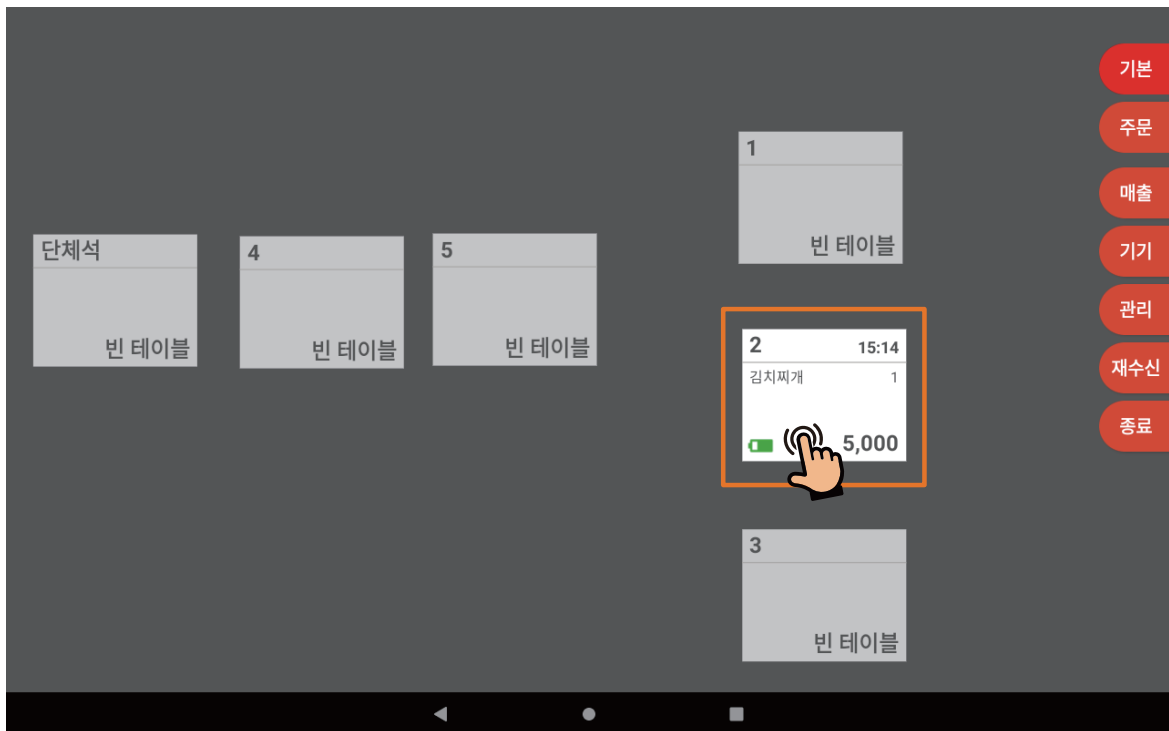 단체석
빈 테이블
4
빈 테이블
5
빈 테이블
1
빈 테이블
2 15:14
김치찌개 1
5,000
3
빈 테이블
기본
주문
매출
기기
관리
재수신
종료